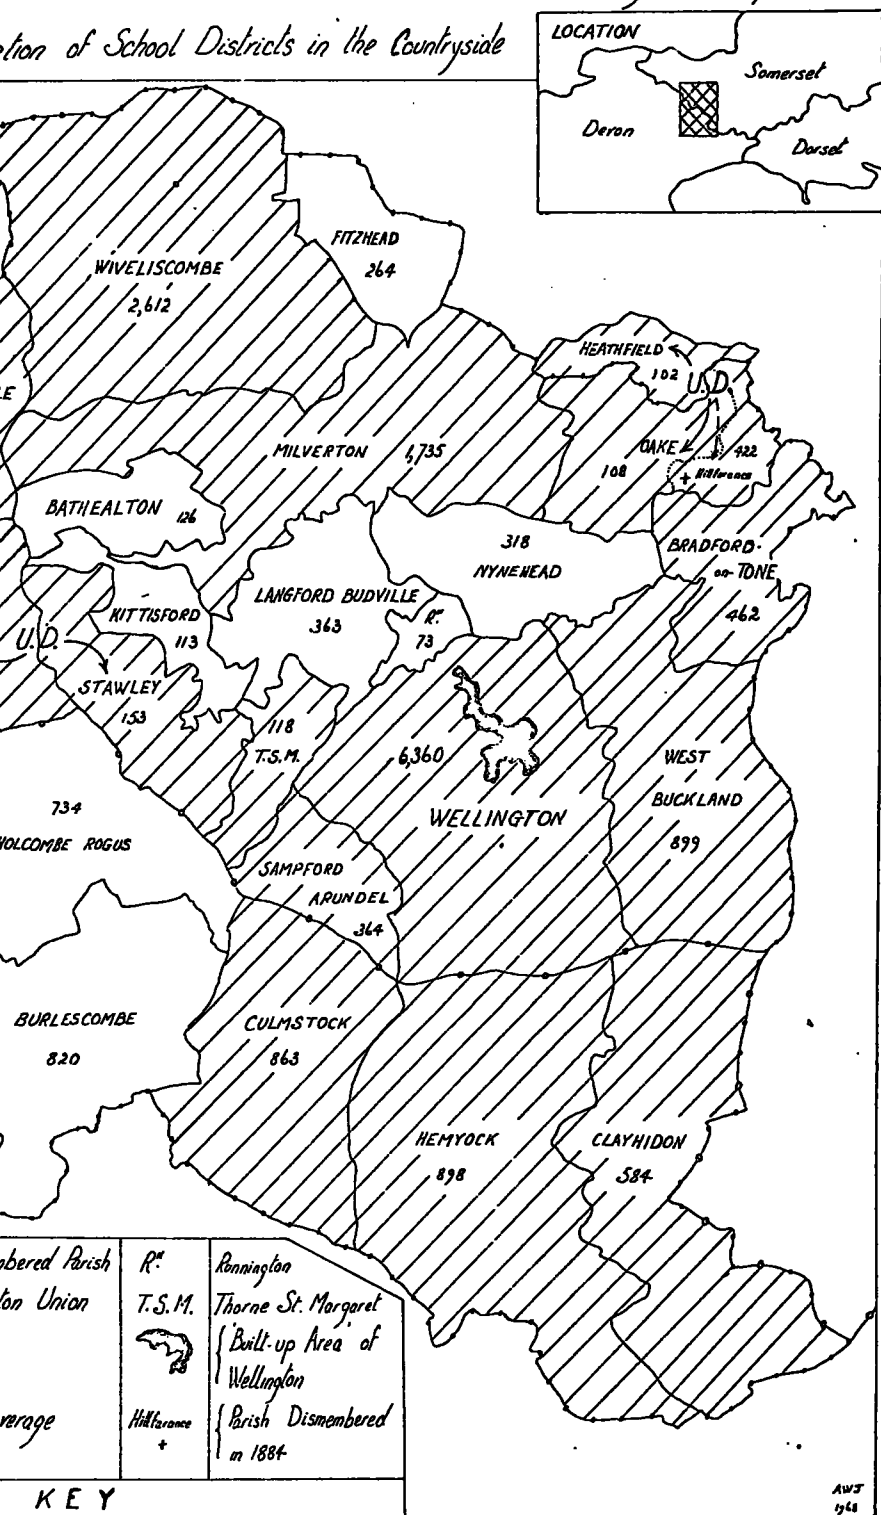 of School Districts in the Countryside
LOCATION
Somerset
Devon
Dorset
FITZHEAD
264
WIVELISCOMBE
2,612
HEATHFIELD
102
U.D.
MILVERTON 1,735
OAKE
108
422
+ Hillfarance
BATHEALTON 126
318
NYNEHEAD
BRADFORD-
on-TONE
462
KITTISFORD
113
LANGFORD BUDVILLE
363
Rⁿ
73
U.D.
STAWLEY
153
118
T.S.M.
6,360
WELLINGTON
WEST
BUCKLAND
899
734
HOLCOMBE ROGUS
SAMPFORD
ARUNDEL
364
BURLESCOMBE
820
CULMSTOCK
863
HEMYOCK
898
CLAYHIDON
584
Parish
Union
Rⁿ Runnington
T.S.M. Thorne St. Margaret
'Built-up Area' of
Wellington
Hillfarance
+
Parish Dismembered
in 1884
KEY
AWJ
1968